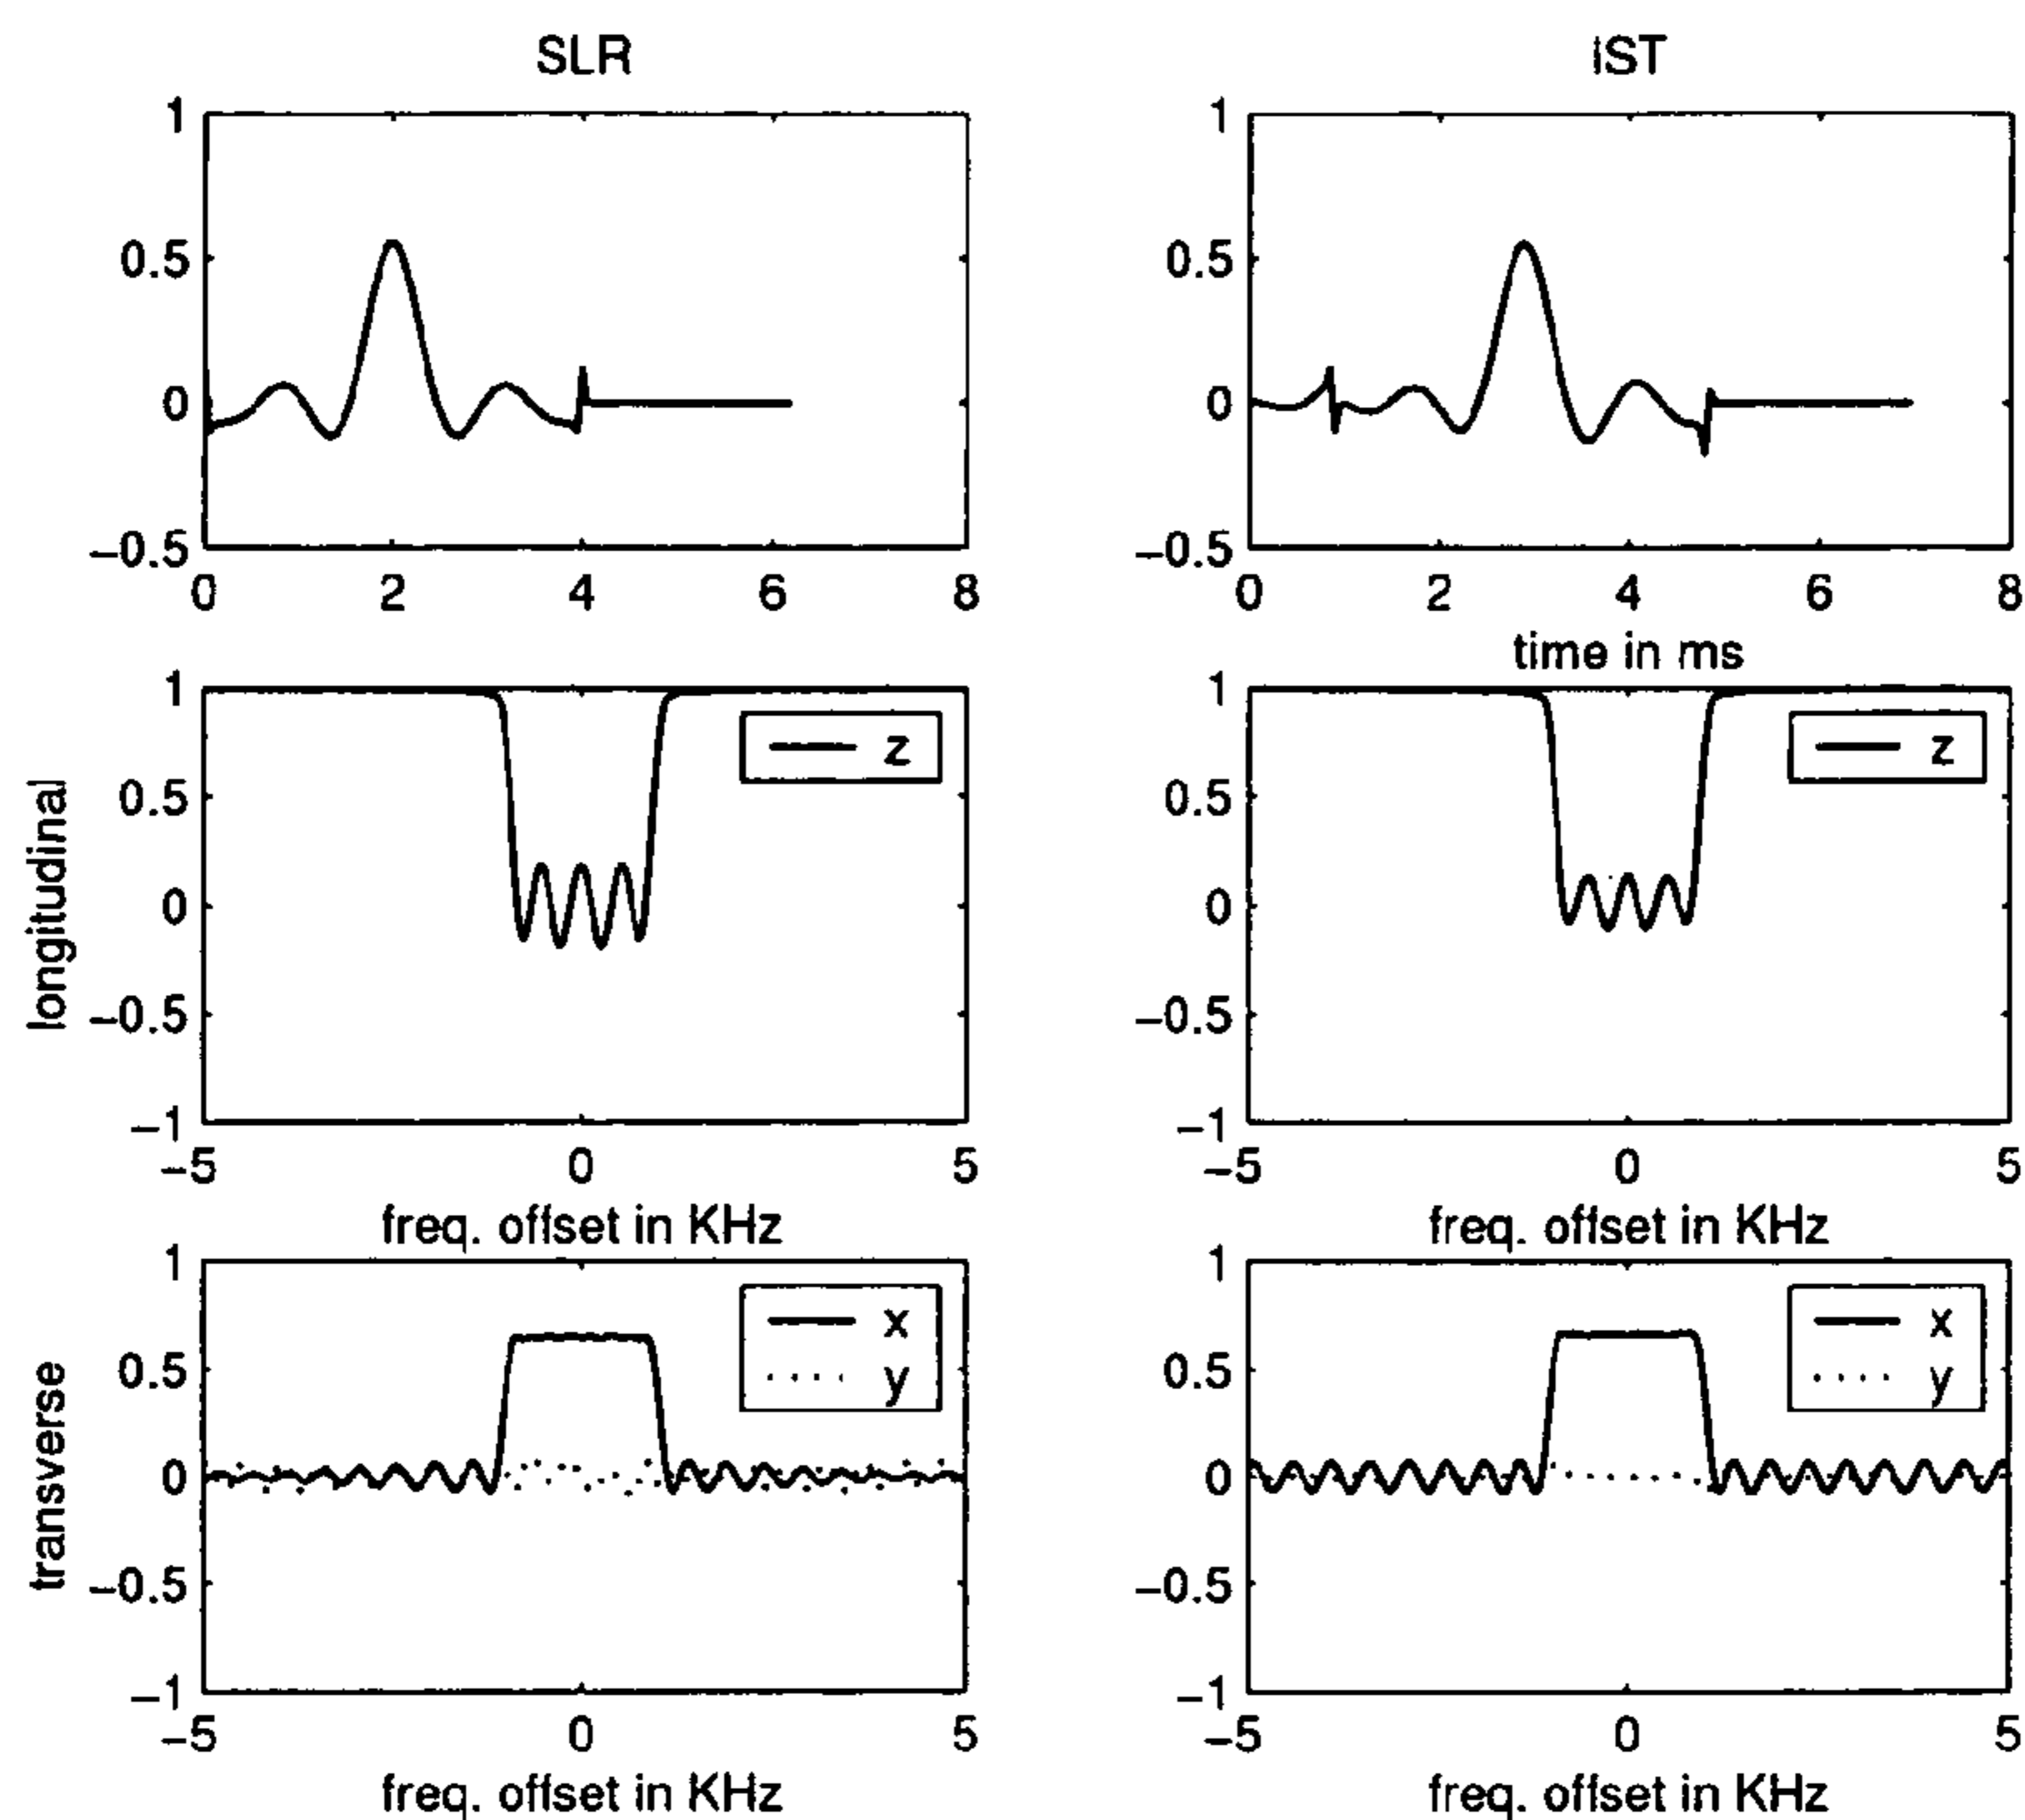 SLR
IST
1
0.5
0
−0.5
0 2 4 6 8
1
0.5
0
−0.5
0 2 4 6 8
time in ms
longitudinal
1
0.5
0
−0.5
−1
−5 0 5
freq. offset in KHz
z
1
0.5
0
−0.5
−1
−5 0 5
freq. offset in KHz
z
transverse
1
0.5
0
−0.5
−1
−5 0 5
freq. offset in KHz
x
y
1
0.5
0
−0.5
−1
−5 0 5
freq. offset in KHz
x
y